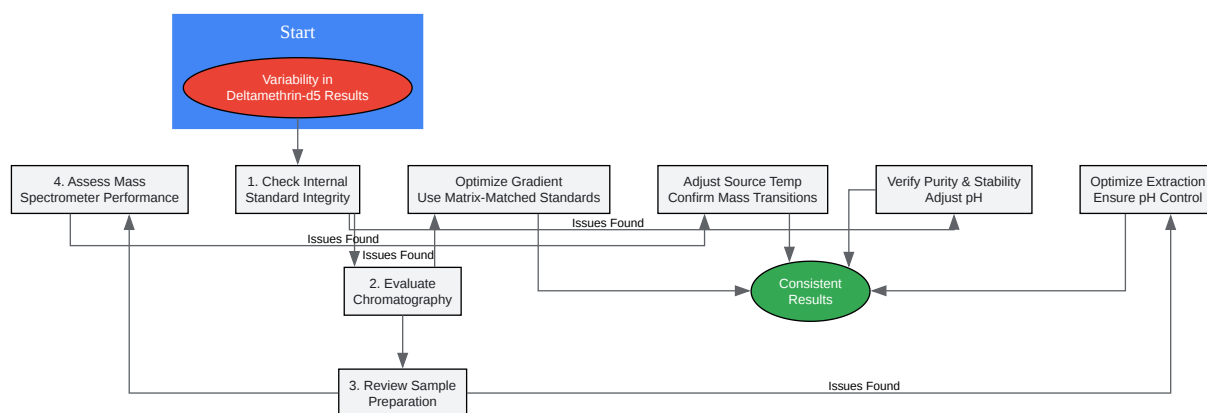 Start
Variability in
Deltamethrin-d5 Results
4. Assess Mass
Spectrometer Performance
1. Check Internal
Standard Integrity
Optimize Gradient
Use Matrix-Matched Standards
Adjust Source Temp
Confirm Mass Transitions
Verify Purity & Stability
Adjust pH
Optimize Extraction
Ensure pH Control
Issues Found
Issues Found
Issues Found
2. Evaluate
Chromatography
Consistent
Results
3. Review Sample
Preparation
Issues Found